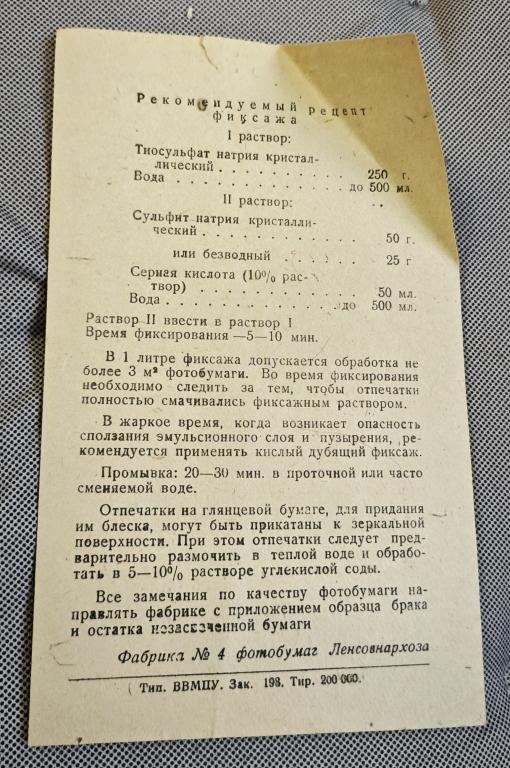 Рекомендуемый рецепт
фиксажа
I раствор:
Тиосульфат натрия кристал-
лический . . . . . . . . . . 250 г.
Вода . . . . . . . . . . . . до 500 мл.
II раствор:
Сульфит натрия кристалли-
ческий . . . . . . . . . . . 50 г.
или безводный . . . . . 25 г
Серная кислота (10% рас-
твор) . . . . . . . . . . . . 50 мл.
Вода . . . . . . . . . . . . до 500 мл.
Раствор II ввести в раствор I
Время фиксирования —5—10 мин.
В 1 литре фиксажа допускается обработка не
более 3 м² фотобумаги. Во время фиксирования
необходимо следить за тем, чтобы отпечатки
полностью смачивались фиксажным раствором.
В жаркое время, когда возникает опасность
сползания эмульсионного слоя и пузырения, ре-
комендуется применять кислый дубящий фиксаж.
Промывка: 20—30 мин. в проточной или часто
сменяемой воде.
Отпечатки на глянцевой бумаге, для придания
им блеска, могут быть прикатаны к зеркальной
поверхности. При этом отпечатки следует пред-
варительно размочить в теплой воде и обрабо-
тать в 5—10% растворе углекислой соды.
Все замечания по качеству фотобумаги на-
правлять фабрике с приложением образца брака
и остатка незасвеченной бумаги
Фабрика № 4 фотобумаг Ленсовнархоза
Тип. ВВМПУ. Зак. 198. Тир. 200 000.